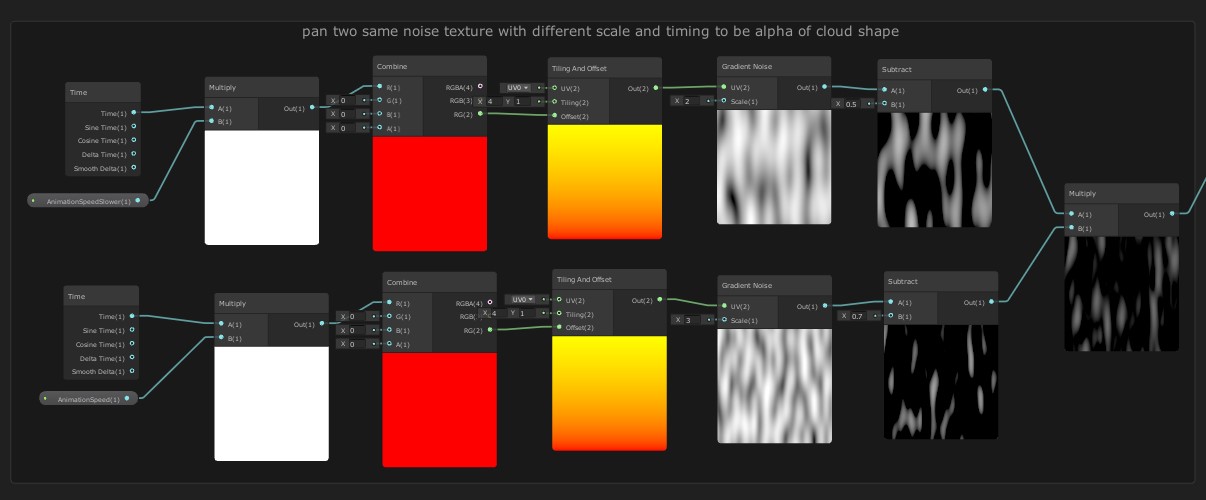 pan two same noise texture with different scale and timing to be alpha of cloud shape
Time
Time(1)
Sine Time(1)
Cosine Time(1)
Delta Time(1)
Smooth Delta(1)
AnimationSpeedSlower(1)
Multiply
A(1) Out(1)
B(1)
X 0
X 0
X 0
Combine
R(1) RGBA(4)
G(1) RGB(3)
B(1) RG(2)
A(1)
UV0
X 4 Y 1
Tiling And Offset
UV(2) Out(2)
Tiling(2)
Offset(2)
X 2
Gradient Noise
UV(2) Out(1)
Scale(1)
X 0.5
Subtract
A(1) Out(1)
B(1)
Multiply
A(1) Out(1)
B(1)
Time
Time(1)
Sine Time(1)
Cosine Time(1)
Delta Time(1)
Smooth Delta(1)
AnimationSpeed(1)
Multiply
A(1) Out(1)
B(1)
X 0
X 0
X 0
Combine
R(1) RGBA(4)
G(1) RGB(
B(1) RG(2)
A(1)
UV0
X 4 Y 1
Tiling And Offset
UV(2) Out(2)
Tiling(2)
Offset(2)
X 3
Gradient Noise
UV(2) Out(1)
Scale(1)
X 0.7
Subtract
A(1) Out(1)
B(1)